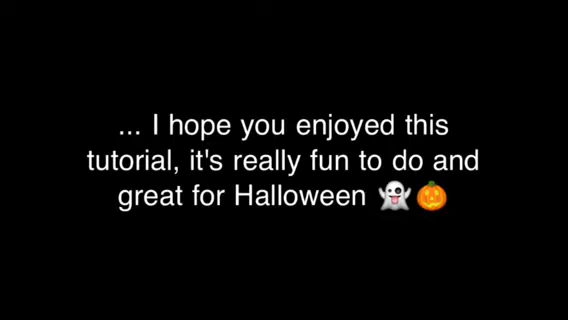 ... I hope you enjoyed this
tutorial, it's really fun to do and
great for Halloween 👻🎃